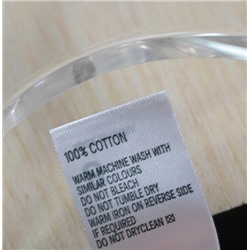 100% COTTON
WARM MACHINE WASH WITH
SIMILAR COLOURS
DO NOT BLEACH
DO NOT TUMBLE DRY
WARM IRON ON REVERSE SIDE
IF REQUIRED
DO NOT DRYCLEAN ☒